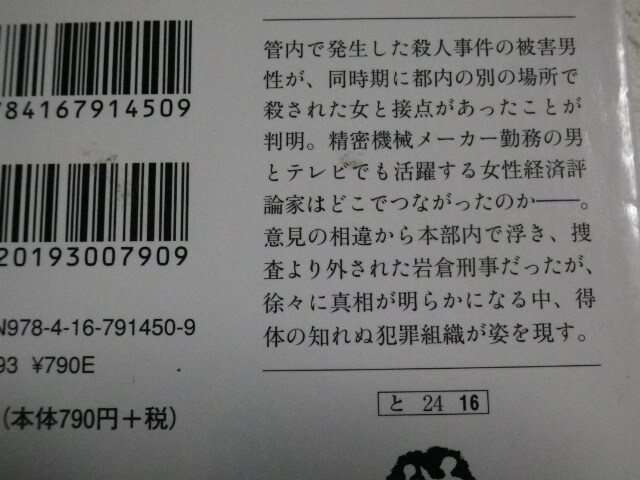 784167914509
20193007909
N978-4-16-791450-9
93 ¥790E
(本体790円+税)
管内で発生した殺人事件の被害男
性が、同時期に都内の別の場所で
殺された女と接点があったことが
判明。精密機械メーカー勤務の男
とテレビでも活躍する女性経済評
論家はどこでつながったのか――。
意見の相違から本部内で浮き、捜
査より外された岩倉刑事だったが、
徐々に真相が明らかになる中、得
体の知れぬ犯罪組織が姿を現す。
と 24 16